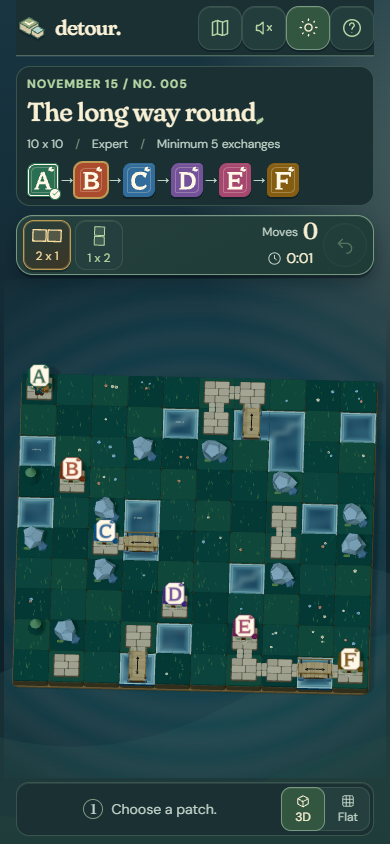 detour.
NOVEMBER 15 / NO. 005
The long way round
10 x 10 / Expert / Minimum 5 exchanges
A → B → C → D → E → F
2 x 1
1 x 2
Moves 0
0:01
A
B
C
D
E
F
1 Choose a patch.
3D
Flat